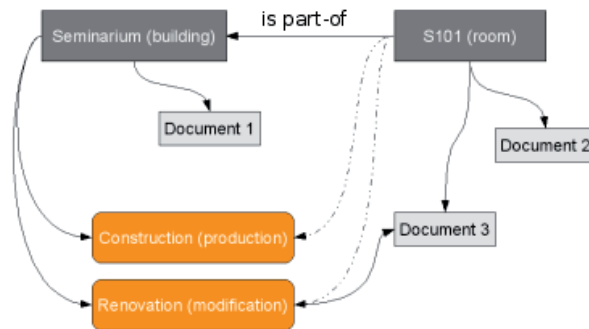 is part-of
Seminarium (building)
S101 (room)
Document 1
Document 2
Document 3
Construction (production)
Renovation (modification)